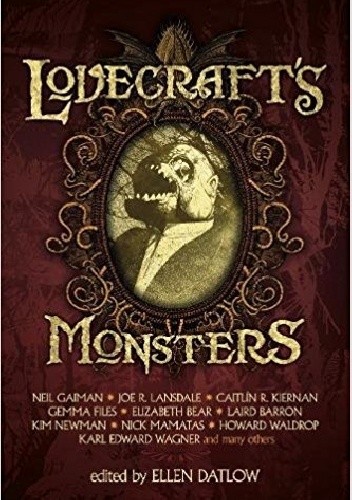 LOVECRAFT'S
MONSTERS
NEIL GAIMAN * JOE R. LANSDALE * CAITLÍN R. KIERNAN
GEMMA FILES * ELIZABETH BEAR * LAIRD BARRON
KIM NEWMAN * NICK MAMATAS * HOWARD WALDROP
KARL EDWARD WAGNER and many others
edited by ELLEN DATLOW